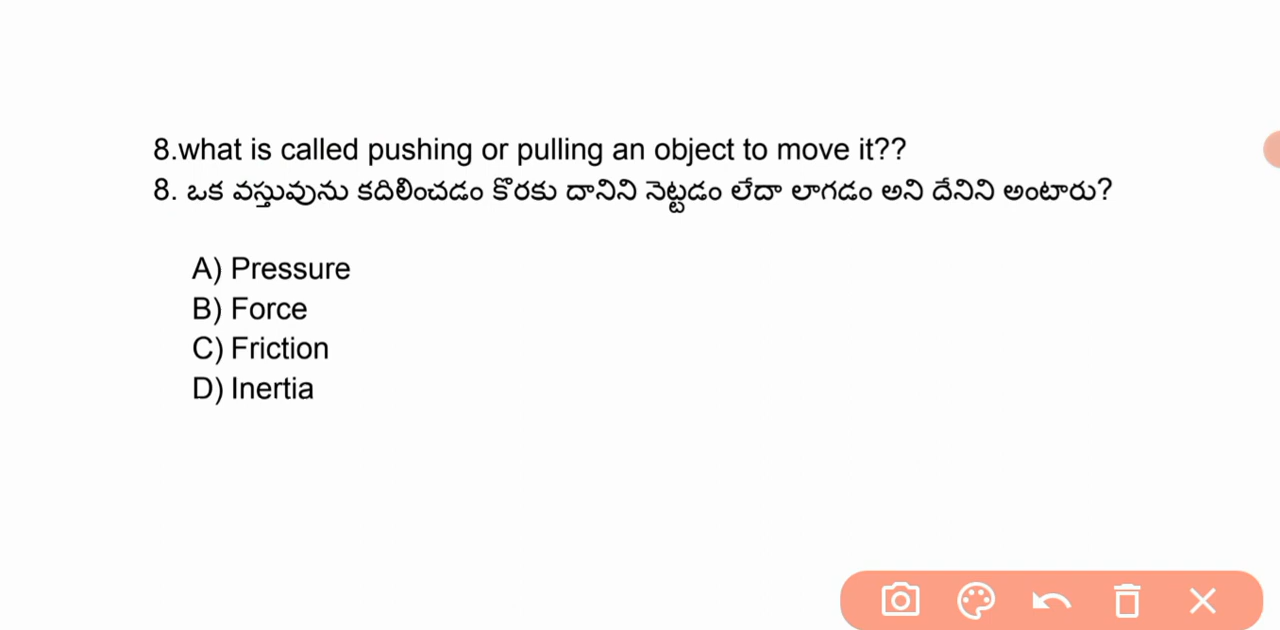 8.what is called pushing or pulling an object to move it??
8. ఒక వస్తువును కదిలించడం కొరకు దానిని నెట్టడం లేదా లాగడం అని దేనిని అంటారు?
A) Pressure
B) Force
C) Friction
D) Inertia